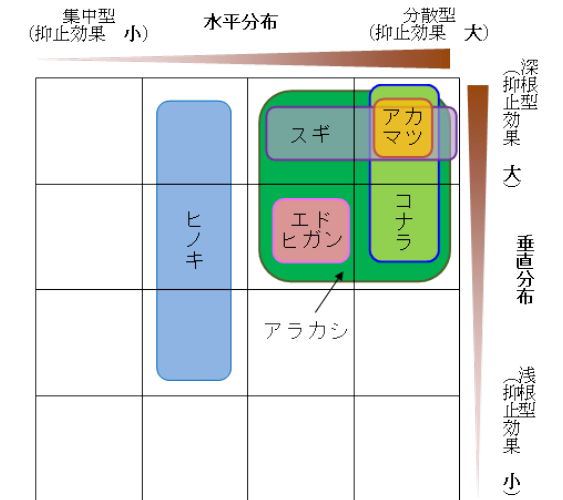 集中型
(抑止効果 小)
水平分布
分散型
(抑止効果 大)
深根型
(抑止効果 大)
スギ
アカ
マツ
ヒノキ
エド
ヒガン
コナラ
垂直分布
アラカシ
浅根型
(抑止効果 小)